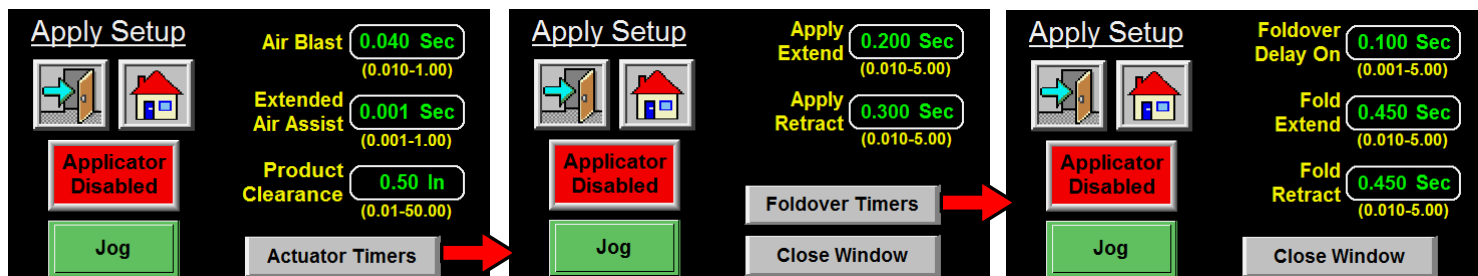 Apply Setup
Air Blast 0.040 Sec
(0.010-1.00)
Extended
Air Assist 0.001 Sec
(0.001-1.00)
Applicator
Disabled
Product
Clearance 0.50 In
(0.01-50.00)
Jog
Actuator Timers
Apply Setup
Apply
Extend 0.200 Sec
(0.010-5.00)
Apply
Retract 0.300 Sec
(0.010-5.00)
Applicator
Disabled
Foldover Timers
Jog
Close Window
Apply Setup
Foldover
Delay On 0.100 Sec
(0.001-5.00)
Fold
Extend 0.450 Sec
(0.010-5.00)
Applicator
Disabled
Fold
Retract 0.450 Sec
(0.010-5.00)
Jog
Close Window